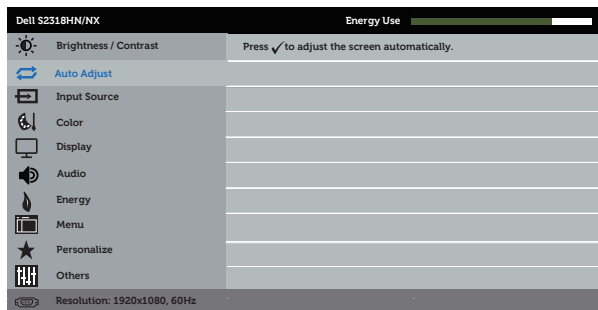 Dell S2318HN/NX Energy Use
Brightness / Contrast Press ✓to adjust the screen automatically.
Auto Adjust
Input Source
Color
Display
Audio
Energy
Menu
Personalize
Others
Resolution: 1920x1080, 60Hz